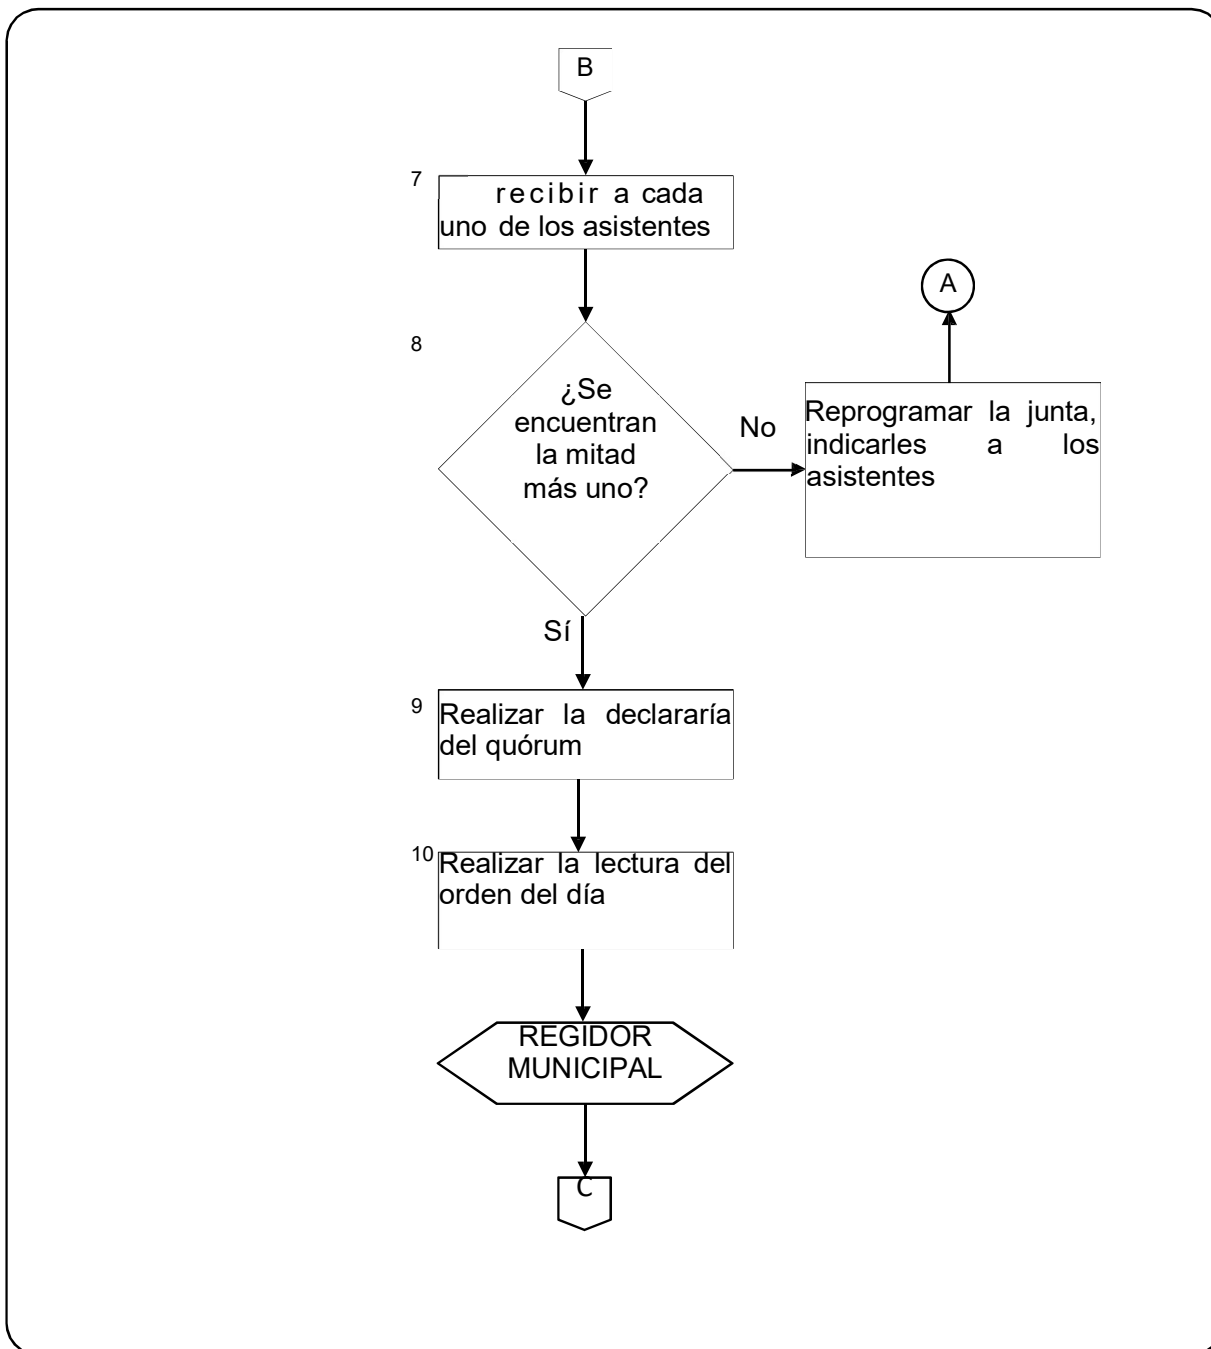 B
7
recibir a cada
uno de los asistentes
A
8
¿Se
encuentran
la mitad
más uno?
No
Reprogramar la junta,
indicarles a los
asistentes
Sí
9
Realizar la declararía
del quórum
10
Realizar la lectura del
orden del día
REGIDOR
MUNICIPAL
C